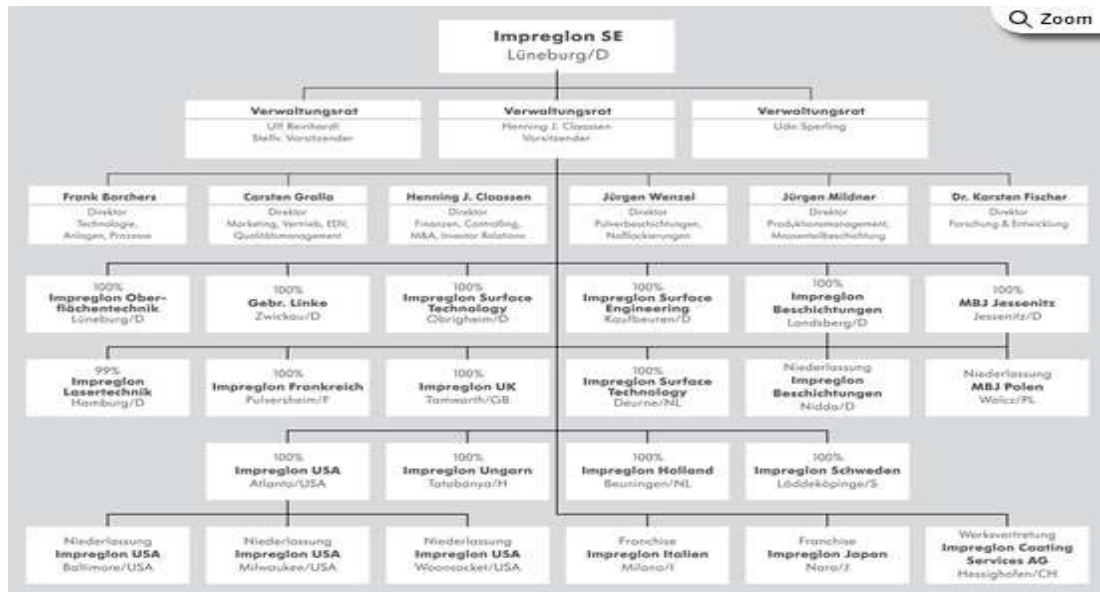 Zoom
Impreglon SE
Lüneburg/D
Verwaltungsrat
Ulf Reinhardt
Stellv. Vorsitzender
Verwaltungsrat
Henning J. Claassen
Vorsitzender
Verwaltungsrat
Udo Sperling
Frank Borchers
Direktor
Technologie,
Anlagen, Prozesse
Carsten Gralla
Direktor
Marketing, Vertrieb, EDV,
Qualitätsmanagement
Henning J. Claassen
Direktor
Finanzen, Controlling,
M&A, Investor Relations
Jürgen Wenzel
Direktor
Pulverbeschichtungen,
Naßlackierungen
Jürgen Mildner
Direktor
Produktionsmanagement,
Massenteilbeschichtung
Dr. Karsten Fischer
Direktor
Forschung & Entwicklung
100%
Impreglon Ober-
flächentechnik
Lüneburg/D
100%
Gebr. Linke
Zwickau/D
100%
Impreglon Surface
Technology
Obrigheim/D
100%
Impreglon Surface
Engineering
Kaufbeuren/D
100%
Impreglon
Beschichtungen
Landsberg/D
100%
MBJ Jessenitz
Jessenitz/D
99%
Impreglon
Lasertechnik
Hamburg/D
100%
Impreglon Frankreich
Pulversheim/F
100%
Impreglon UK
Tamworth/GB
100%
Impreglon Surface
Technology
Deurne/NL
Niederlassung
Impreglon
Beschichtungen
Nidda/D
Niederlassung
MBJ Polen
Walcz/PL
100%
Impreglon USA
Atlanta/USA
100%
Impreglon Ungarn
Tatabánya/H
100%
Impreglon Holland
Beuningen/NL
100%
Impreglon Schweden
Löddeköpinge/S
Niederlassung
Impreglon USA
Baltimore/USA
Niederlassung
Impreglon USA
Milwaukee/USA
Niederlassung
Impreglon USA
Woonsocket/USA
Franchise
Impreglon Italien
Milano/I
Franchise
Impreglon Japan
Nara/J
Werksvertretung
Impreglon Coating
Services AG
Hessighofen/CH